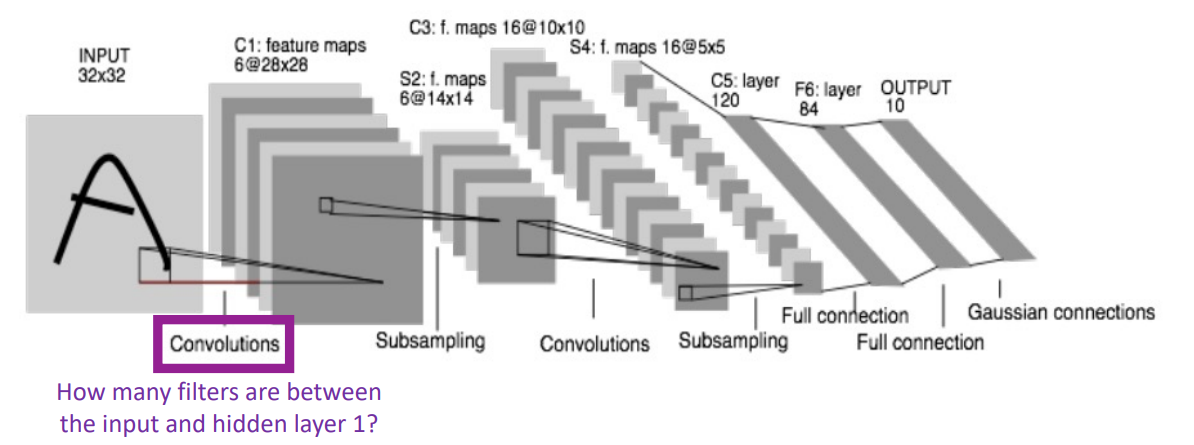 INPUT
32x32
C1: feature maps
6@28x28
S2: f. maps
6@14x14
C3: f. maps 16@10x10
S4: f. maps 16@5x5
C5: layer
120
F6: layer
84
OUTPUT
10
Convolutions
Subsampling
Convolutions
Subsampling
Full connection
Full connection
Gaussian connections
How many filters are between
the input and hidden layer 1?